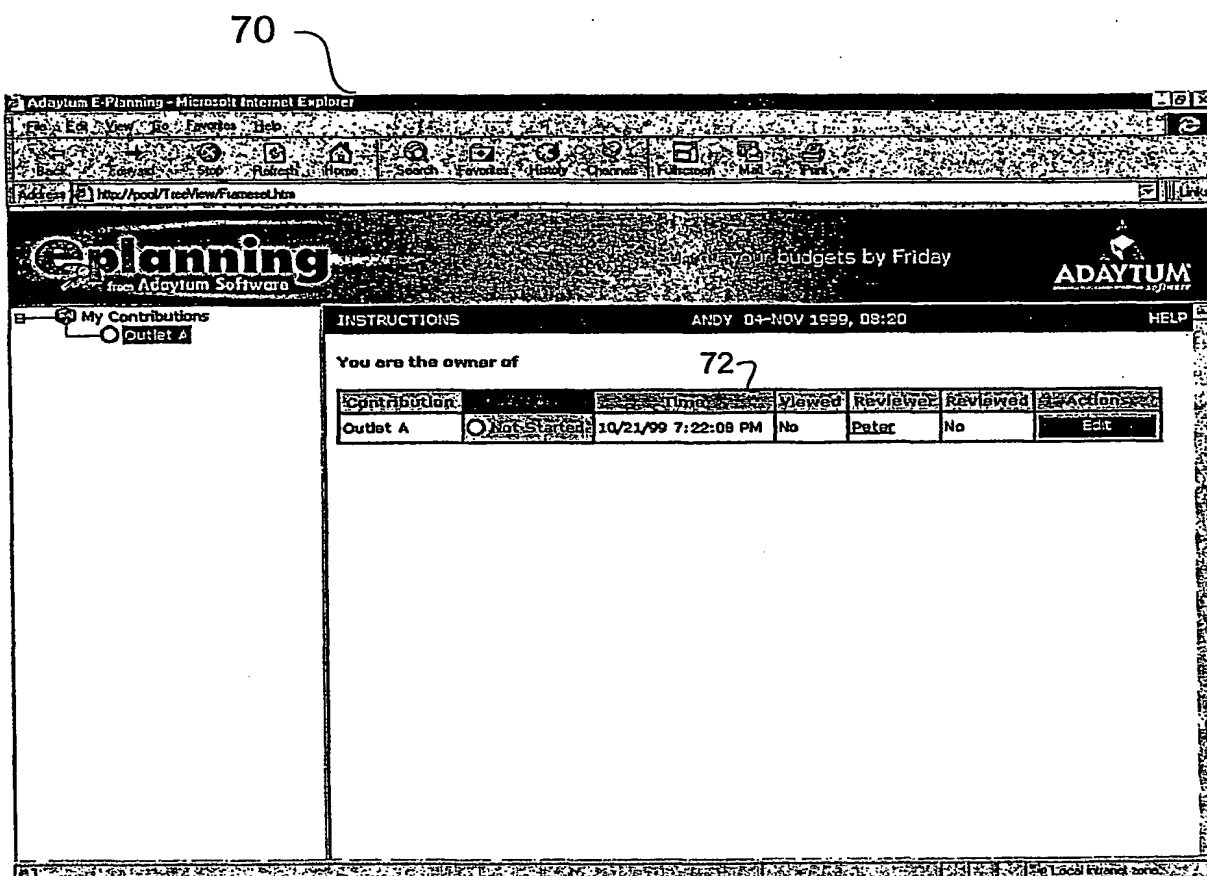 70
Adaytum E-Planning - Microsoft Internet Explorer
File Edit View Go Favorites Help
Back Forward Stop Refresh Home Search Favorites History Channels Fullscreen Mail Print
Address http://pool/TreeView/Frameset.htm Links
eplanning
from Adaytum Software
your budgets by Friday
ADAYTUM
software
My Contributions
Outlet A
INSTRUCTIONS ANDY 04-NOV 1999, 08:20 HELP
You are the owner of
72
Contribution Time Viewed Reviewer Reviewed Actions
Outlet A Not Started 10/21/99 7:22:08 PM No Peter No Edit
Local intranet zone